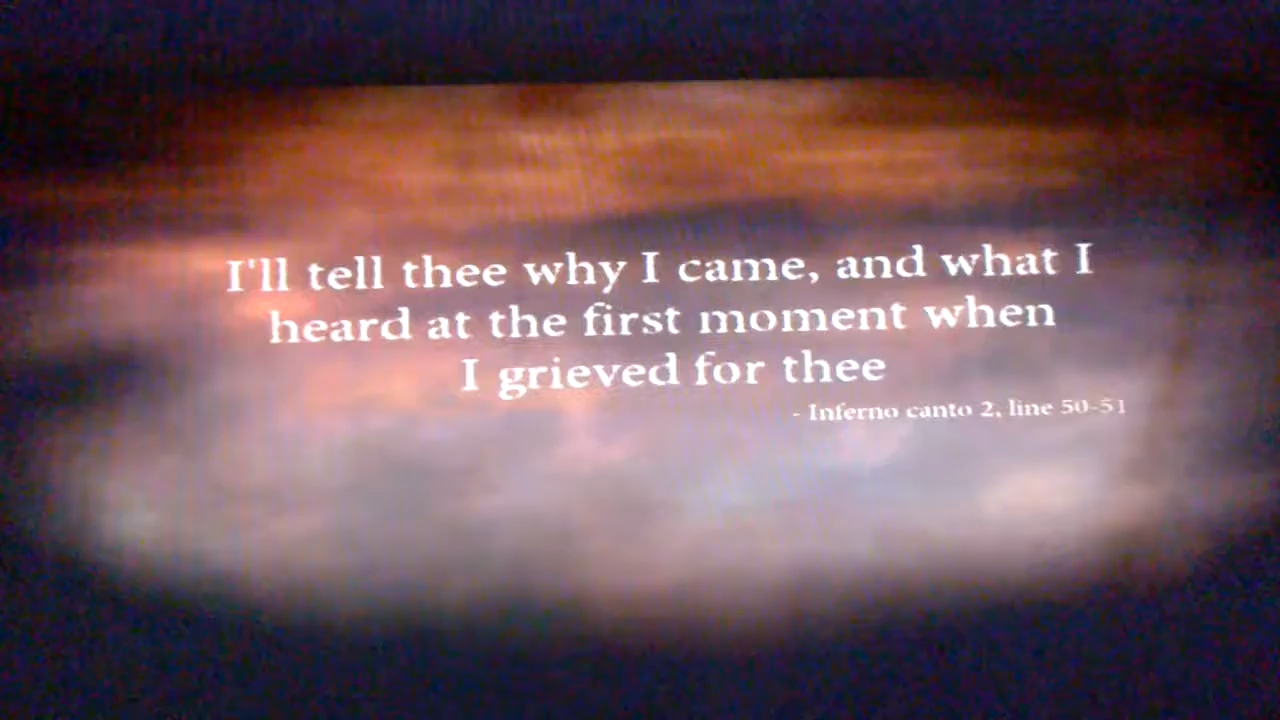 I'll tell thee why I came, and what I
heard at the first moment when
I grieved for thee
- Inferno canto 2, line 50-51